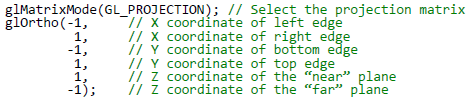 glMatrixMode(GL_PROJECTION); // Select the projection matrix
glOrtho(-1,     // X coordinate of left edge
         1,     // X coordinate of right edge
        -1,     // Y coordinate of bottom edge
         1,     // Y coordinate of top edge
         1,     // Z coordinate of the “near” plane
        -1);    // Z coordinate of the “far” plane